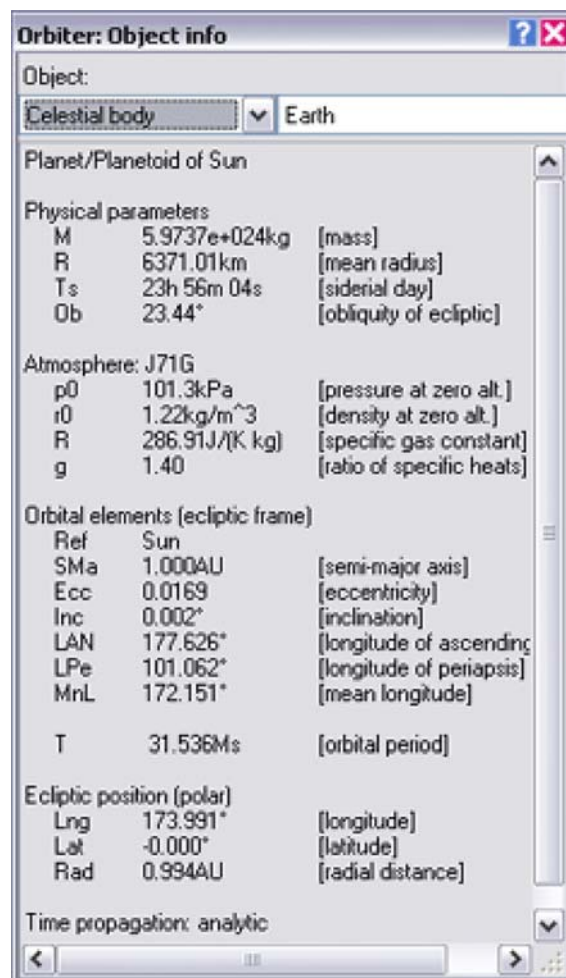 Orbiter: Object info
Object:
Celestial body Earth
Planet/Planetoid of Sun
Physical parameters
M 5.9737e+024kg [mass]
R 6371.01km [mean radius]
Ts 23h 56m 04s [siderial day]
Ob 23.44° [obliquity of ecliptic]
Atmosphere: J71G
p0 101.3kPa [pressure at zero alt.]
r0 1.22kg/m^3 [density at zero alt.]
R 286.91J/(K kg) [specific gas constant]
g 1.40 [ratio of specific heats]
Orbital elements (ecliptic frame)
Ref Sun
SMa 1.000AU [semi-major axis]
Ecc 0.0169 [eccentricity]
Inc 0.002° [inclination]
LAN 177.626° [longitude of ascending
LPe 101.062° [longitude of periapsis]
MnL 172.151° [mean longitude]
T 31.536Ms [orbital period]
Ecliptic position (polar)
Lng 173.991° [longitude]
Lat -0.000° [latitude]
Rad 0.994AU [radial distance]
Time propagation: analytic